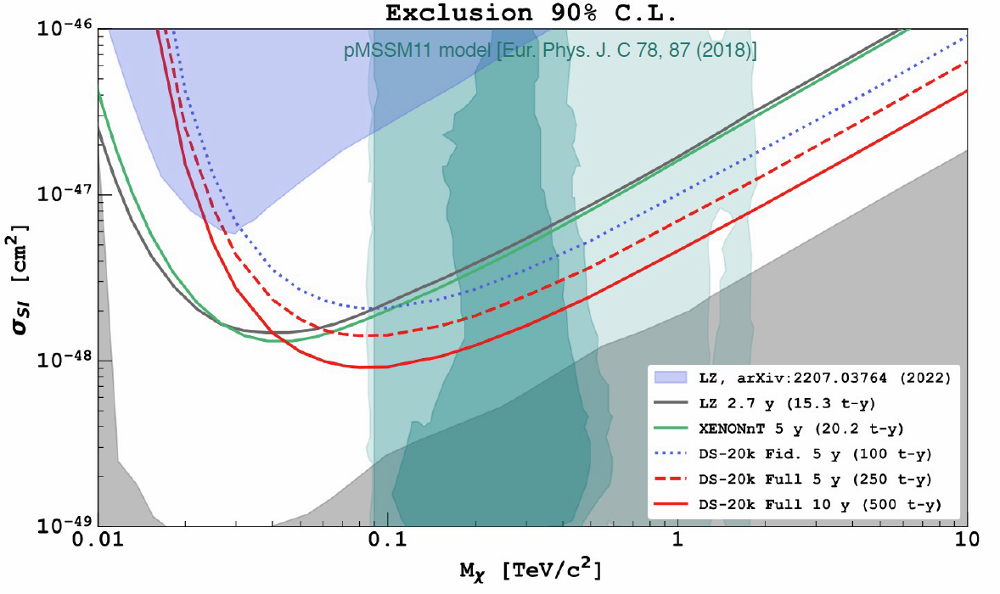 Exclusion 90% C.L.
pMSSM11 model [Eur. Phys. J. C 78, 87 (2018)]
10⁻⁴⁶
10⁻⁴⁷
10⁻⁴⁸
10⁻⁴⁹
σ_SI [cm²]
LZ, arXiv:2207.03764 (2022)
LZ 2.7 y (15.3 t-y)
XENONnT 5 y (20.2 t-y)
DS-20k Fid. 5 y (100 t-y)
DS-20k Full 5 y (250 t-y)
DS-20k Full 10 y (500 t-y)
0.01 0.1 1 10
Mχ [TeV/c²]